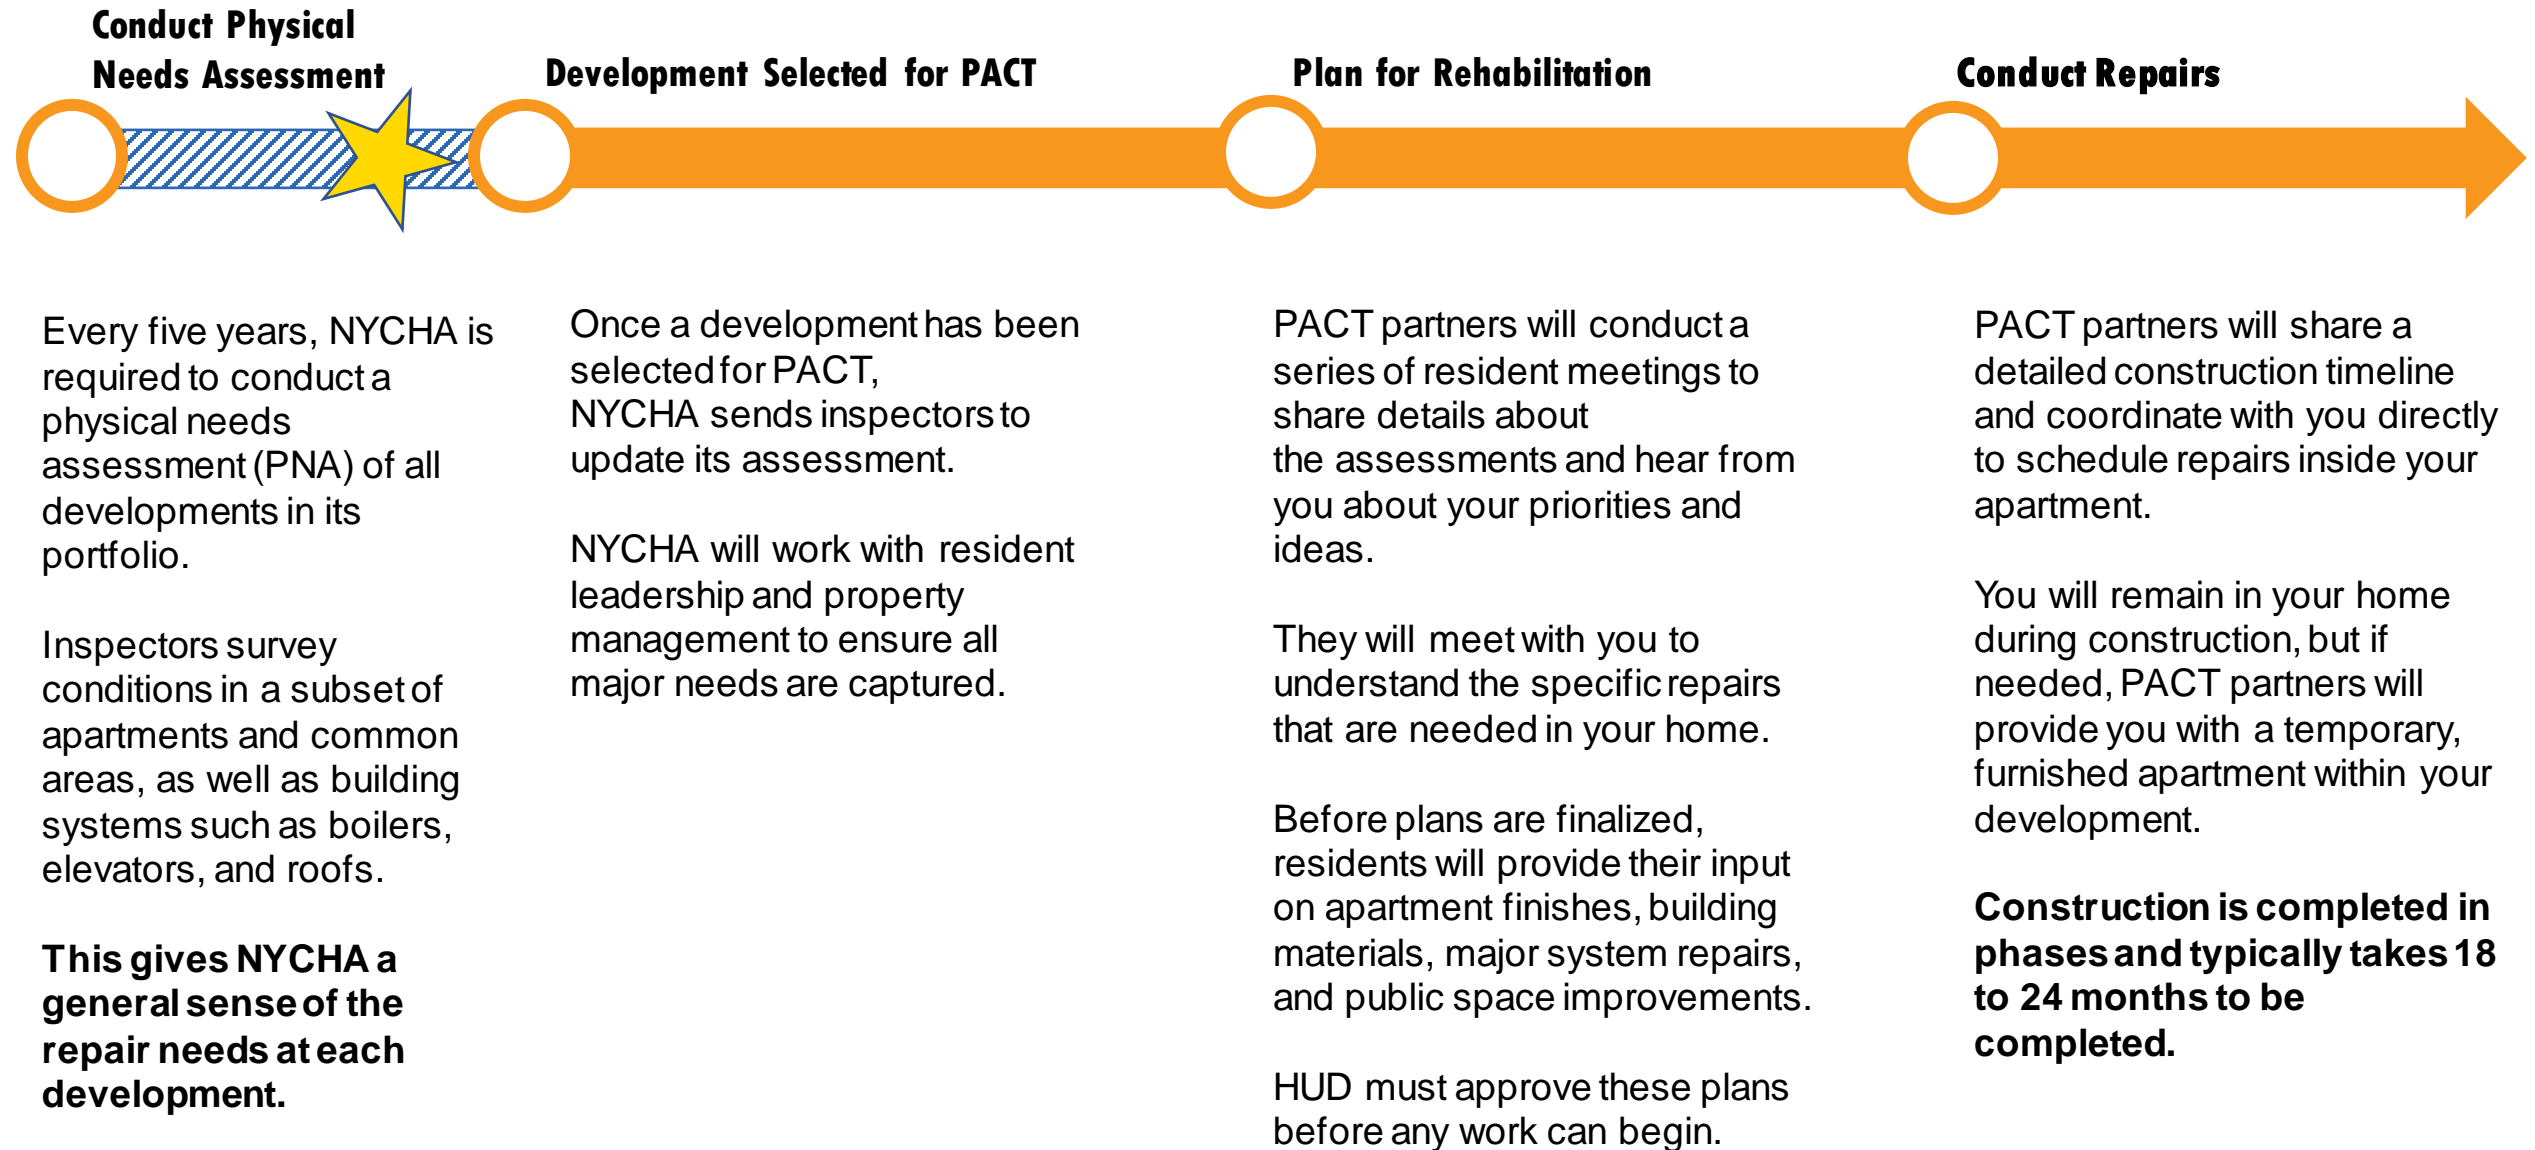 Conduct Physical
Needs Assessment
Development Selected for PACT
Plan for Rehabilitation
Conduct Repairs
Every five years, NYCHA is
required to conduct a
physical needs
assessment (PNA) of all
developments in its
portfolio.
Inspectors survey
conditions in a subset of
apartments and common
areas, as well as building
systems such as boilers,
elevators, and roofs.
This gives NYCHA a
general sense of the
repair needs at each
development.
Once a development has been
selected for PACT,
NYCHA sends inspectors to
update its assessment.
NYCHA will work with resident
leadership and property
management to ensure all
major needs are captured.
PACT partners will conduct a
series of resident meetings to
share details about
the assessments and hear from
you about your priorities and
ideas.
They will meet with you to
understand the specific repairs
that are needed in your home.
Before plans are finalized,
residents will provide their input
on apartment finishes, building
materials, major system repairs,
and public space improvements.
HUD must approve these plans
before any work can begin.
PACT partners will share a
detailed construction timeline
and coordinate with you directly
to schedule repairs inside your
apartment.
You will remain in your home
during construction, but if
needed, PACT partners will
provide you with a temporary,
furnished apartment within your
development.
Construction is completed in
phases and typically takes 18
to 24 months to be
completed.